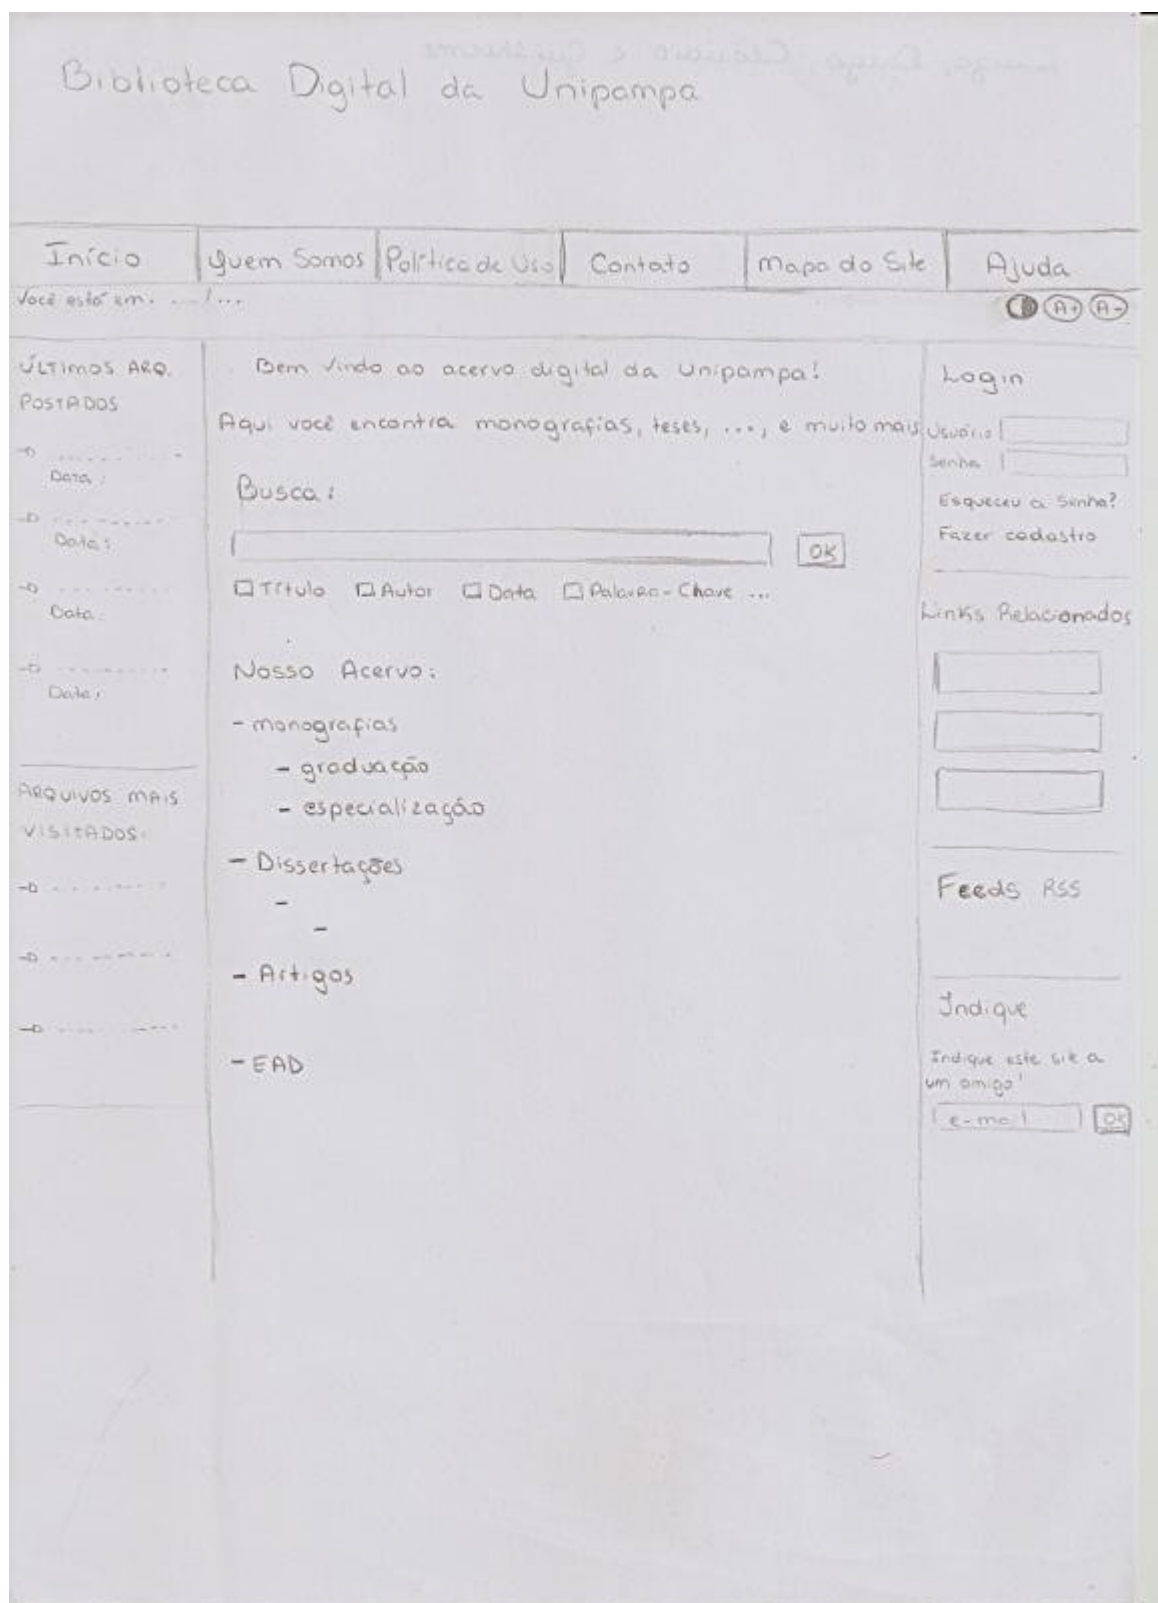 Biblioteca Digital da Unipampa
Início
Quem Somos
Política de Uso
Contato
Mapa do Site
Ajuda
Você está em: .../...
A+ A-
ÚLTIMOS ARQ.
POSTADOS
Data:
Data:
Data:
Data:
ARQUIVOS MAIS
VISITADOS:
Bem Vindo ao acervo digital da Unipampa!
Aqui você encontra monografias, teses, ..., e muito mais
Busca:
OK
Título Autor Data Palavra-Chave ...
Nosso Acervo:
- monografias
- graduação
- especialização
- Dissertações
-
-
- Artigos
- EAD
Login
Usuário
Senha
Esqueceu a Senha?
Fazer cadastro
Links Relacionados
Feeds RSS
Indique
Indique este site a
um amigo!
e-mail OK